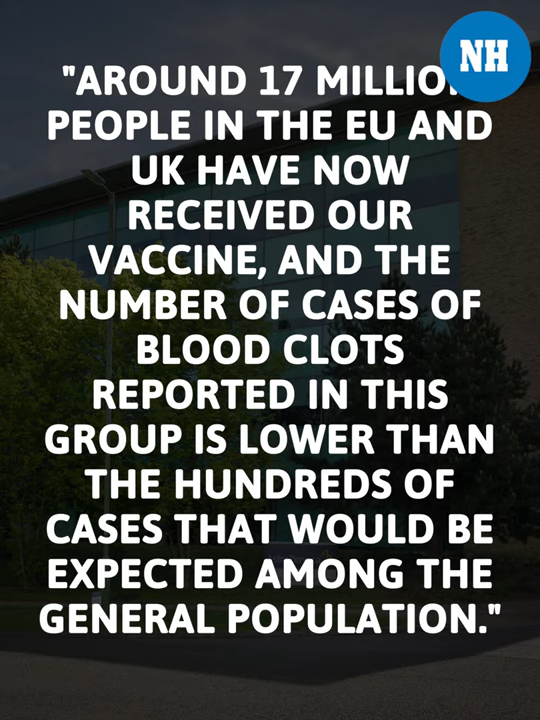 NH
"AROUND 17 MILLION
PEOPLE IN THE EU AND
UK HAVE NOW
RECEIVED OUR
VACCINE, AND THE
NUMBER OF CASES OF
BLOOD CLOTS
REPORTED IN THIS
GROUP IS LOWER THAN
THE HUNDREDS OF
CASES THAT WOULD BE
EXPECTED AMONG THE
GENERAL POPULATION."